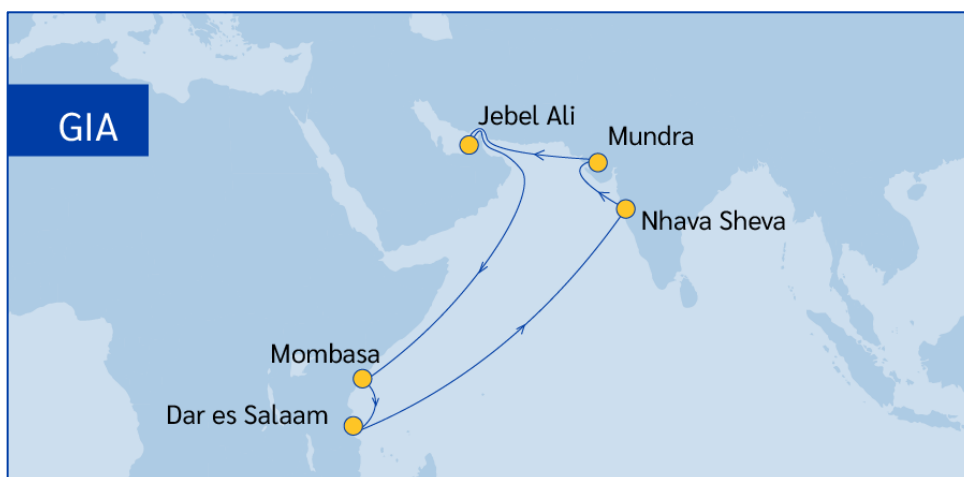 GIA
Jebel Ali
Mundra
Nhava Sheva
Mombasa
Dar es Salaam